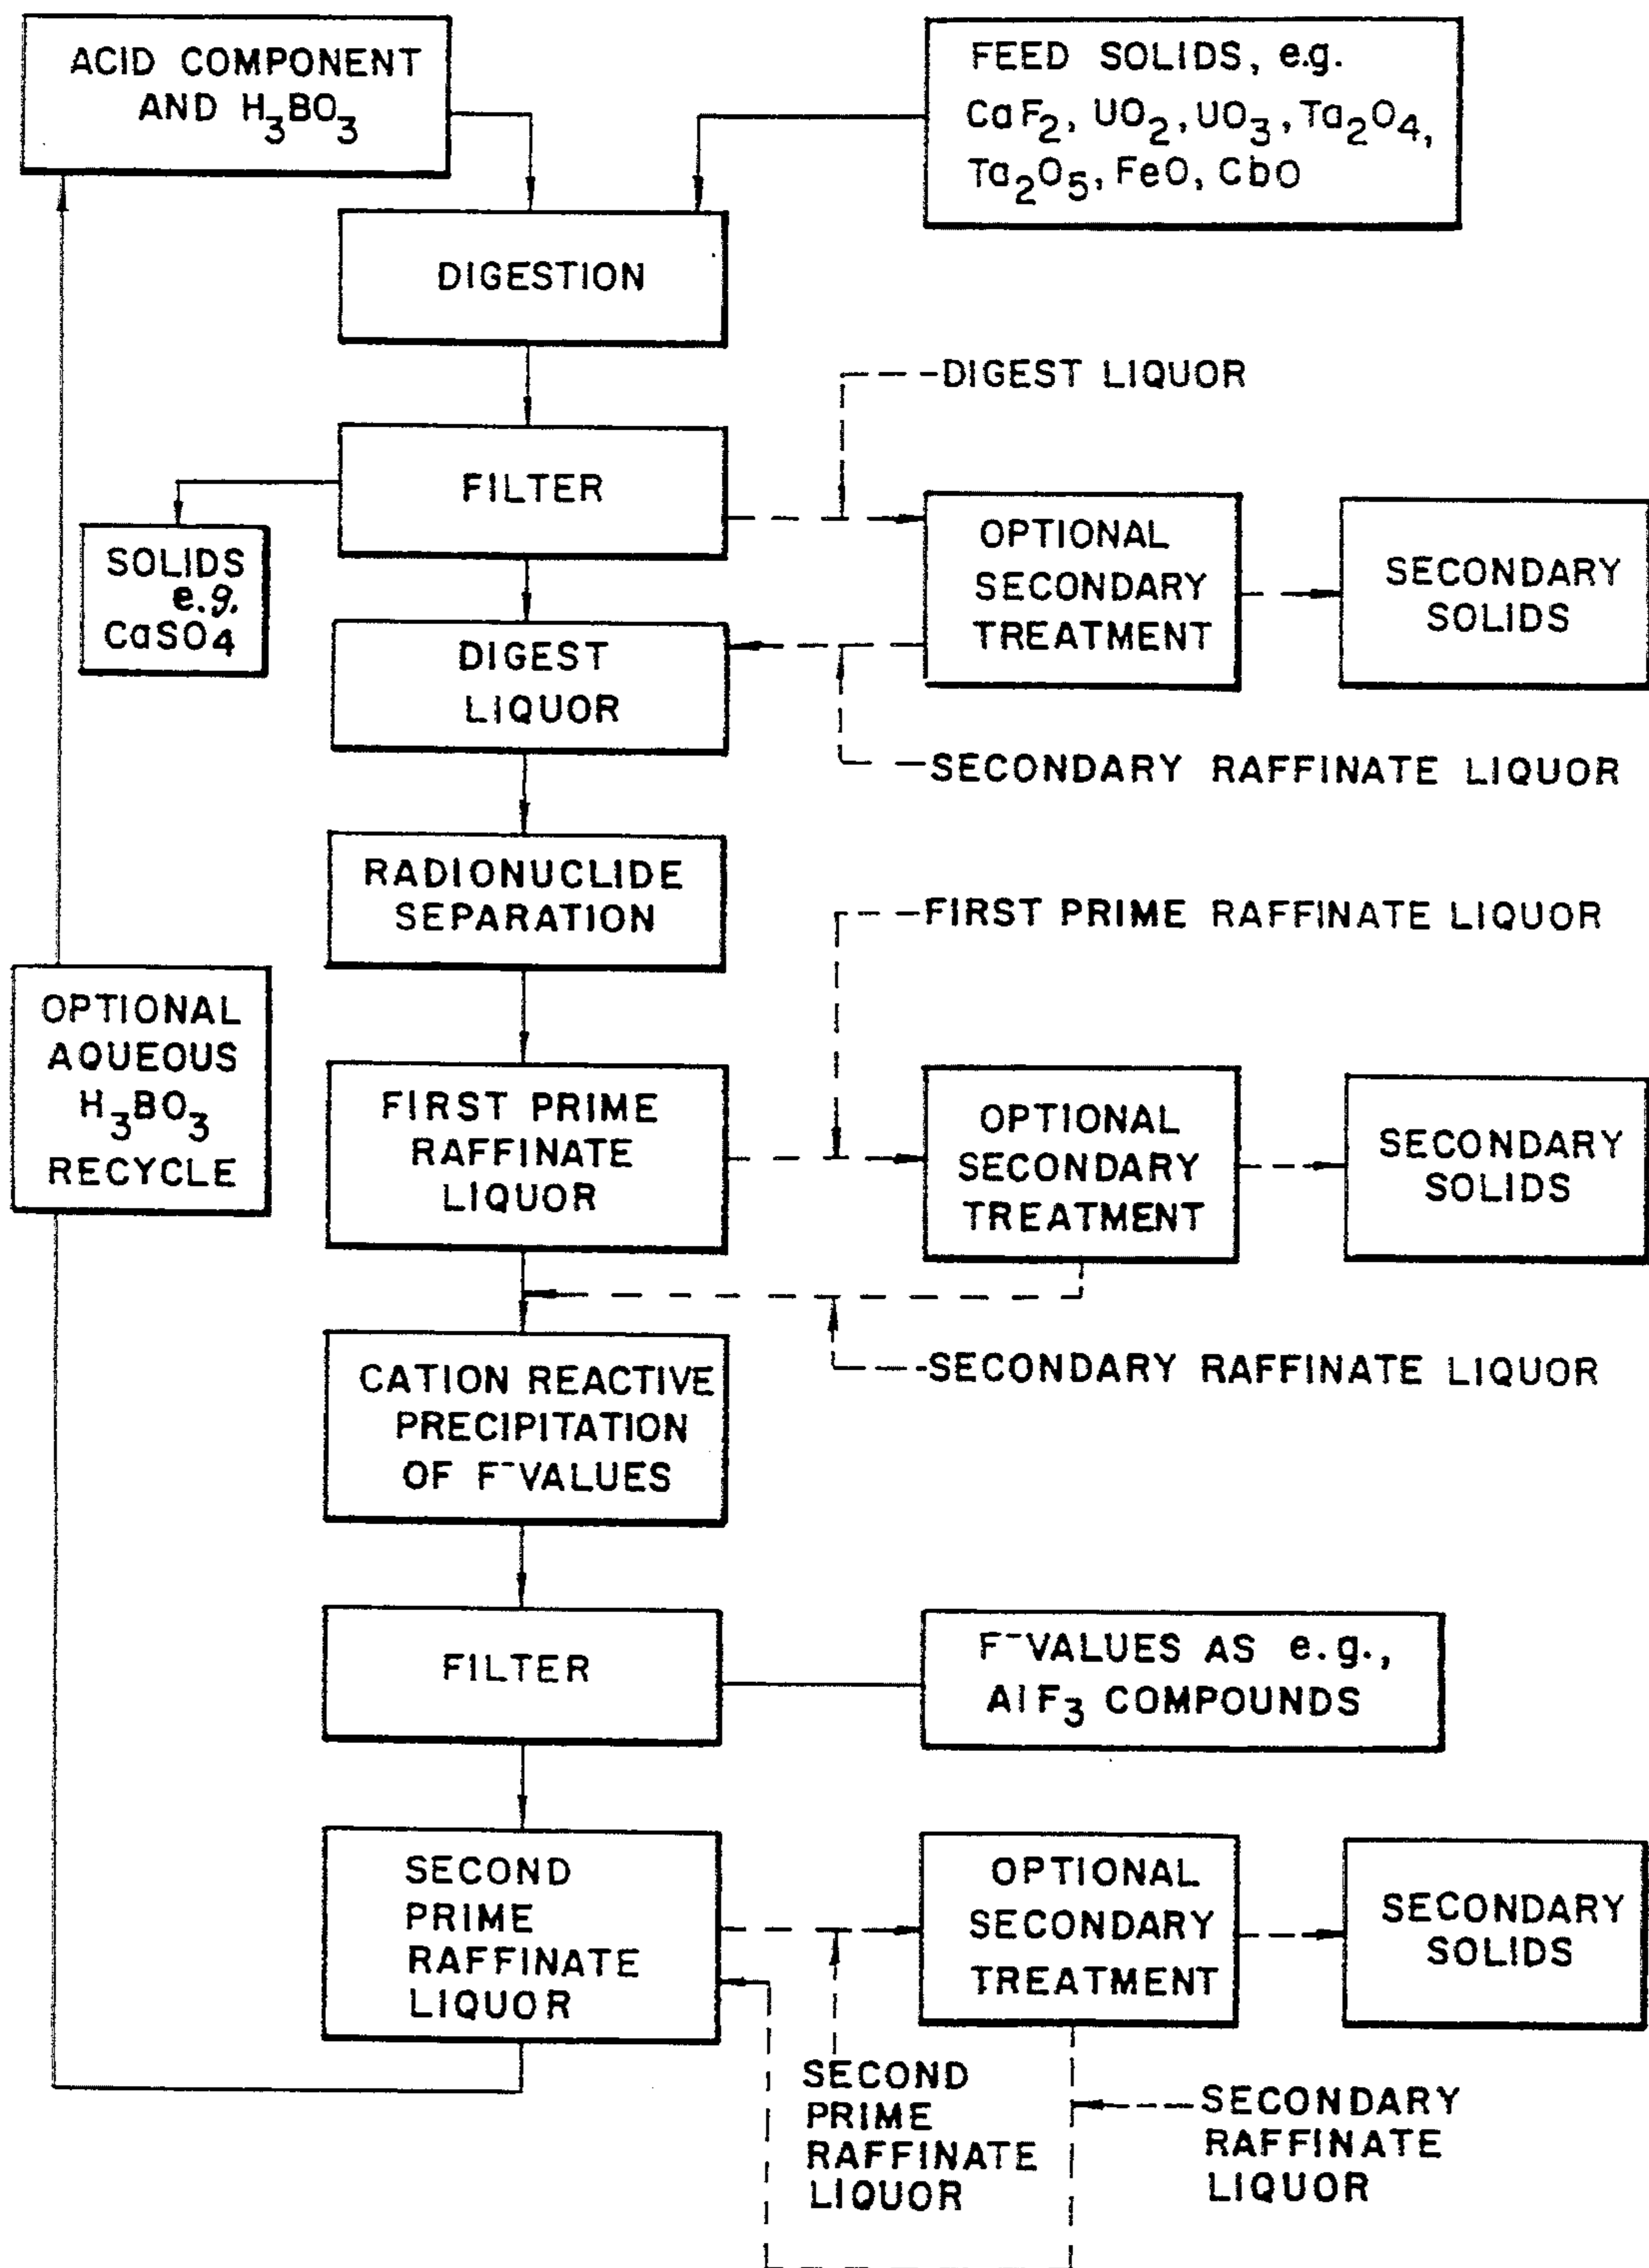 ACID COMPONENT
AND H₃BO₃
FEED SOLIDS, e.g.
CaF₂, UO₂, UO₃, Ta₂O₄,
Ta₂O₅, FeO, CbO
DIGESTION
DIGEST LIQUOR
FILTER
SOLIDS
e.g.
CaSO4
OPTIONAL
SECONDARY
TREATMENT
SECONDARY
SOLIDS
DIGEST
LIQUOR
SECONDARY RAFFINATE LIQUOR
RADIONUCLIDE
SEPARATION
FIRST PRIME RAFFINATE LIQUOR
OPTIONAL
AQUEOUS
H₃BO₃
RECYCLE
FIRST PRIME
RAFFINATE
LIQUOR
OPTIONAL
SECONDARY
TREATMENT
SECONDARY
SOLIDS
SECONDARY RAFFINATE LIQUOR
CATION REACTIVE
PRECIPITATION
OF F⁻VALUES
FILTER
F⁻VALUES AS e.g.,
AlF₃ COMPOUNDS
SECOND
PRIME
RAFFINATE
LIQUOR
OPTIONAL
SECONDARY
TREATMENT
SECONDARY
SOLIDS
SECOND
PRIME
RAFFINATE
LIQUOR
SECONDARY
RAFFINATE
LIQUOR